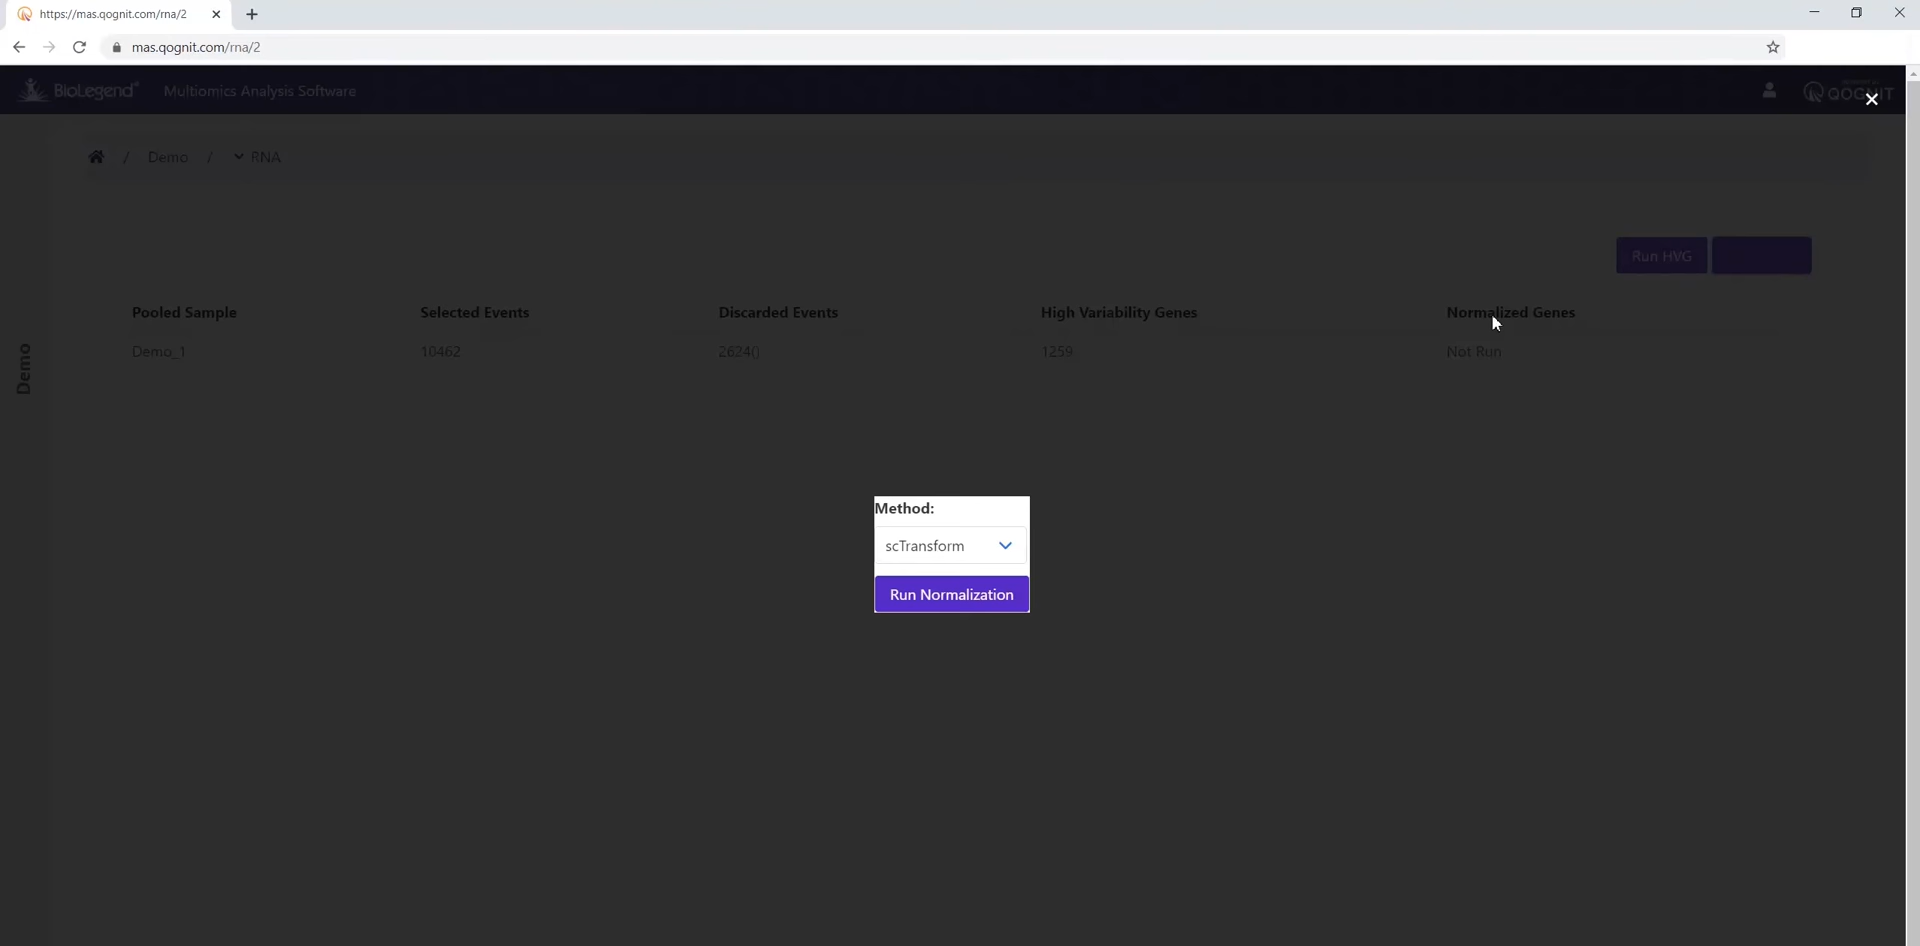 https://mas.qognit.com/rna/2
mas.qognit.com/rna/2
BioLegend® Multiomics Analysis Software
QOGNIT
/ Demo / RNA
Run HVG
Pooled Sample Selected Events Discarded Events High Variability Genes Normalized Genes
Demo_1 10462 2624() 1259 Not Run
Demo
Method:
scTransform
Run Normalization